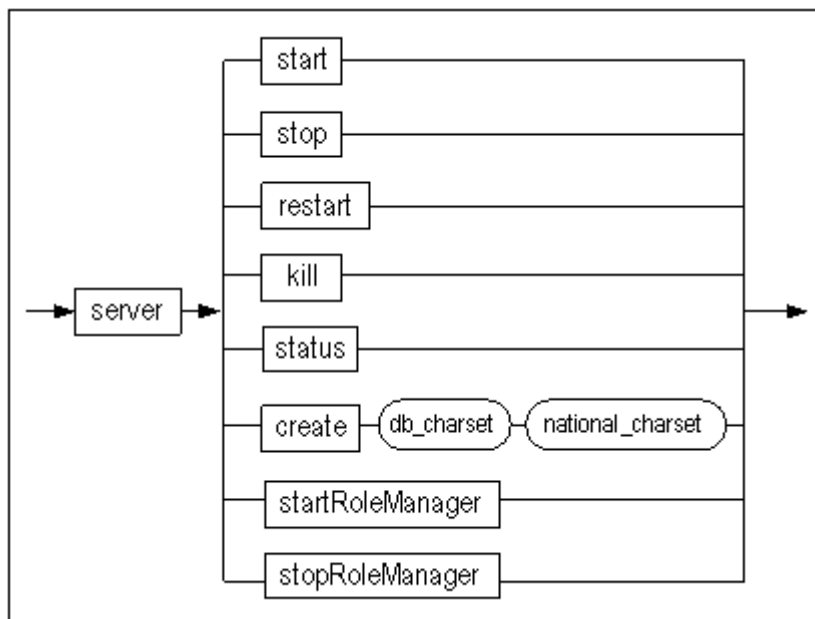 start
stop
restart
kill
server
status
create db_charset national_charset
startRoleManager
stopRoleManager